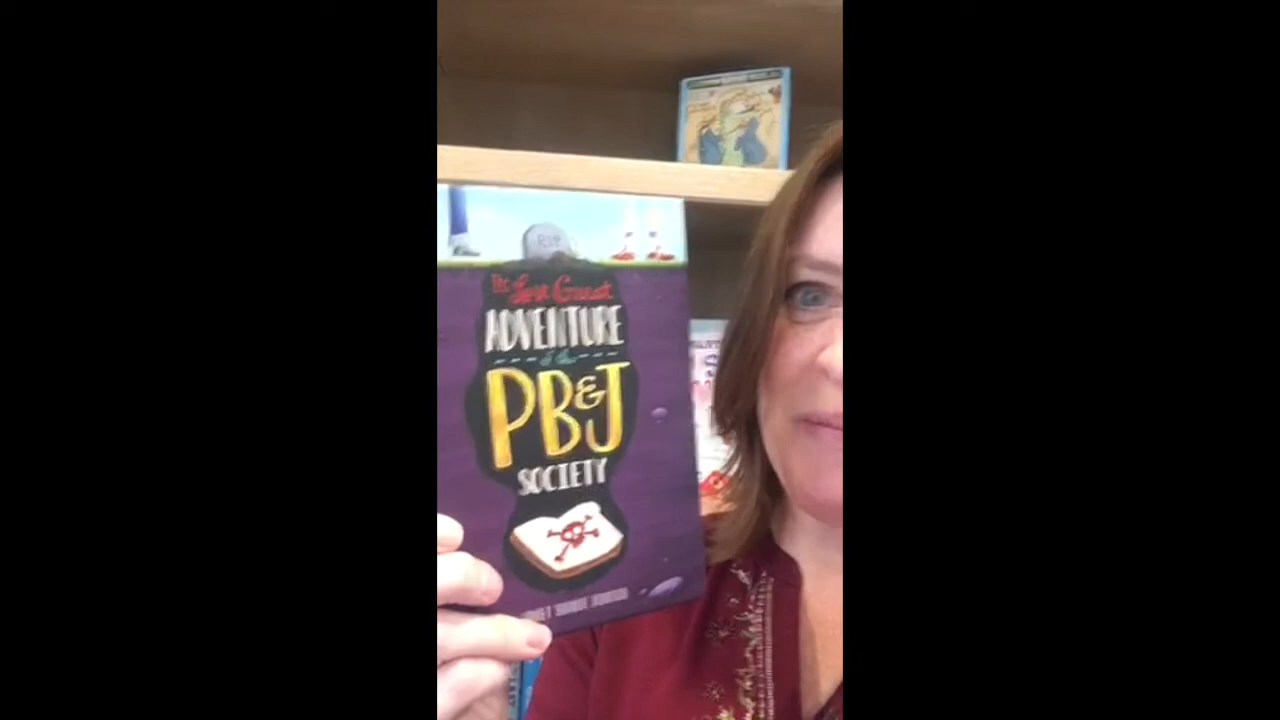 RIP
The Last Great
ADVENTURE
of the
PB&J
SOCIETY